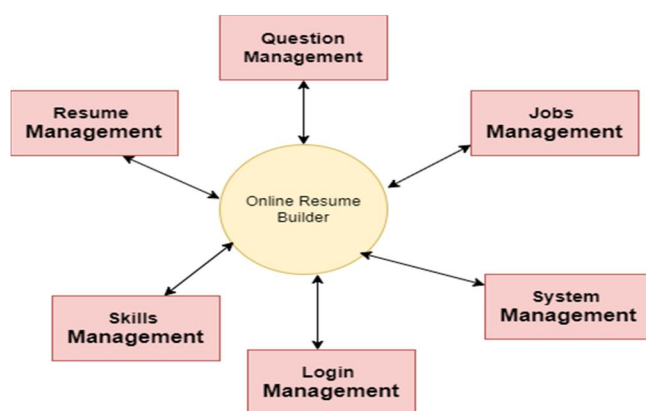 Question
Management
Resume
Management
Jobs
Management
Online Resume
Builder
Skills
Management
System
Management
Login
Management